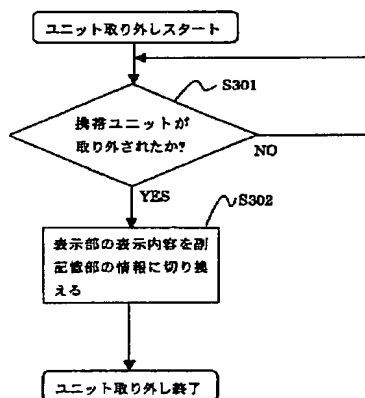 ユニット取り外しスタート
S301
携帯ユニットが
取り外されたか?
NO
YES
S302
表示部の表示内容を副
記憶部の情報に切り換
える
ユニット取り外し終了